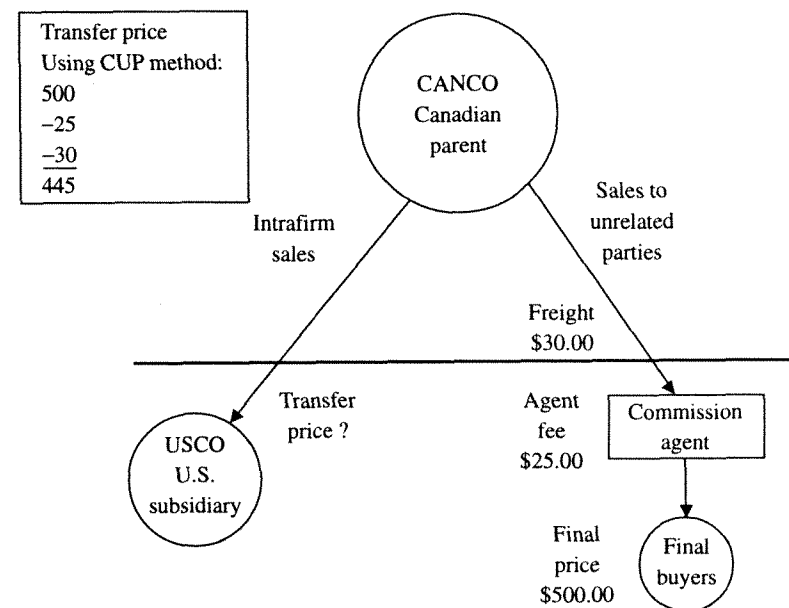 Transfer price
Using CUP method:
500
–25
–30
445
CANCO
Canadian
parent
Intrafirm
sales
Sales to
unrelated
parties
Freight
$30.00
Transfer
price ?
USCO
U.S.
subsidiary
Agent
fee
$25.00
Commission
agent
Final
price
$500.00
Final
buyers